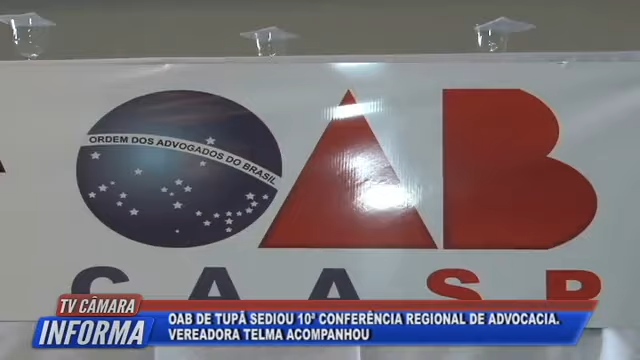 ORDEM DOS ADVOGADOS DO BRASIL
OAB
CAASP
TV CÂMARA
INFORMA
OAB DE TUPÃ SEDIOU 10ª CONFERÊNCIA REGIONAL DE ADVOCACIA.
VEREADORA TELMA ACOMPANHOU